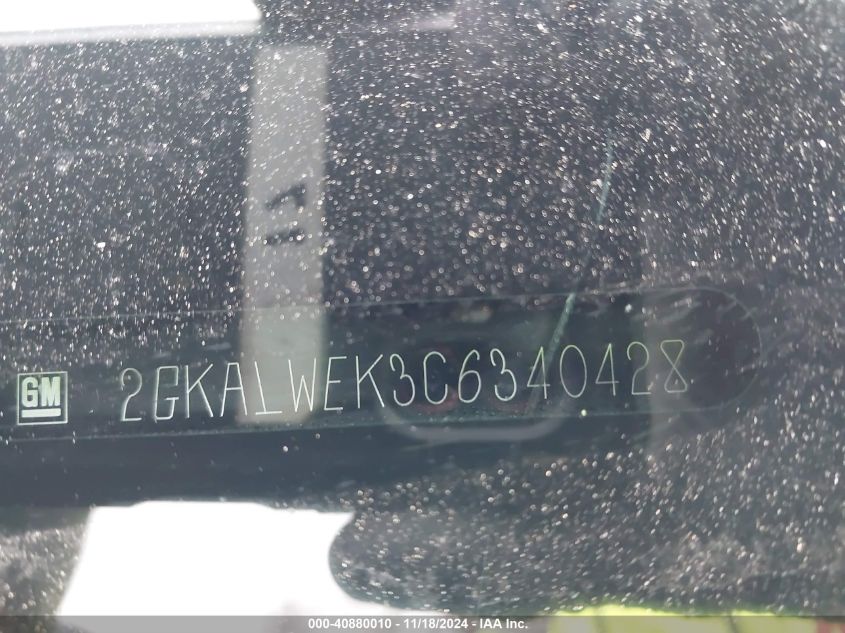 GM 2GKALWEK3C6340428
000-40880010 - 11/18/2024 - IAA Inc.